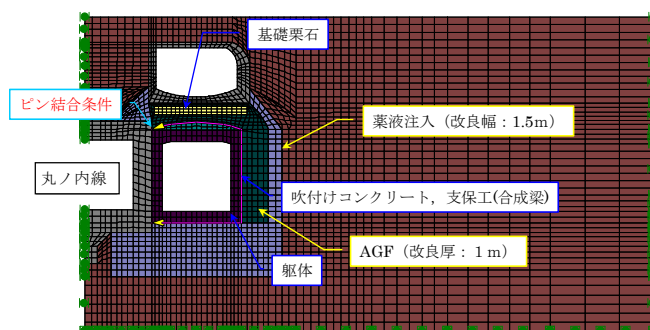 基礎栗石
ピン結合条件
薬液注入（改良幅：1.5m）
丸ノ内線
吹付けコンクリート，支保工(合成梁)
AGF（改良厚：１ｍ）
躯体